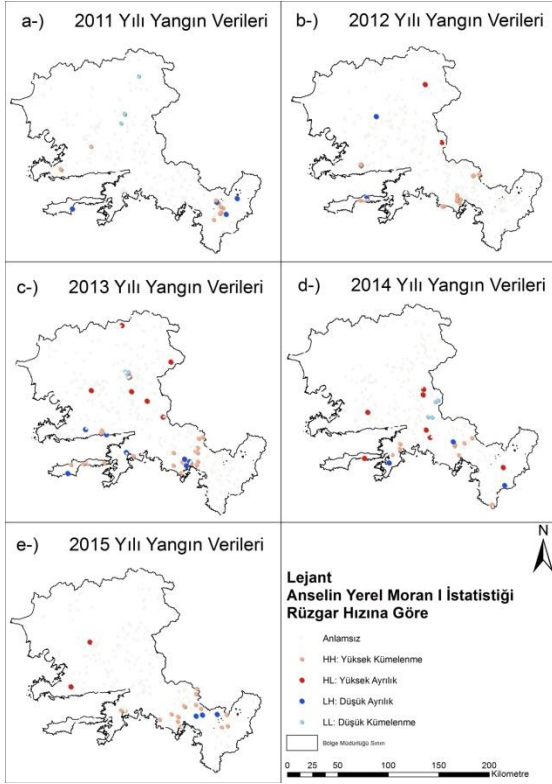 a-) 2011 Yılı Yangın Verileri
b-) 2012 Yılı Yangın Verileri
c-) 2013 Yılı Yangın Verileri
d-) 2014 Yılı Yangın Verileri
e-) 2015 Yılı Yangın Verileri
N
Lejant
Anselin Yerel Moran I İstatistiği
Rüzgar Hızına Göre
Anlamsız
HH: Yüksek Kümelenme
HL: Yüksek Ayrılık
LH: Düşük Ayrılık
LL: Düşük Kümelenme
Bölge Müdürlüğü Sınırı
0 25 50 100 150 200
Kilometre